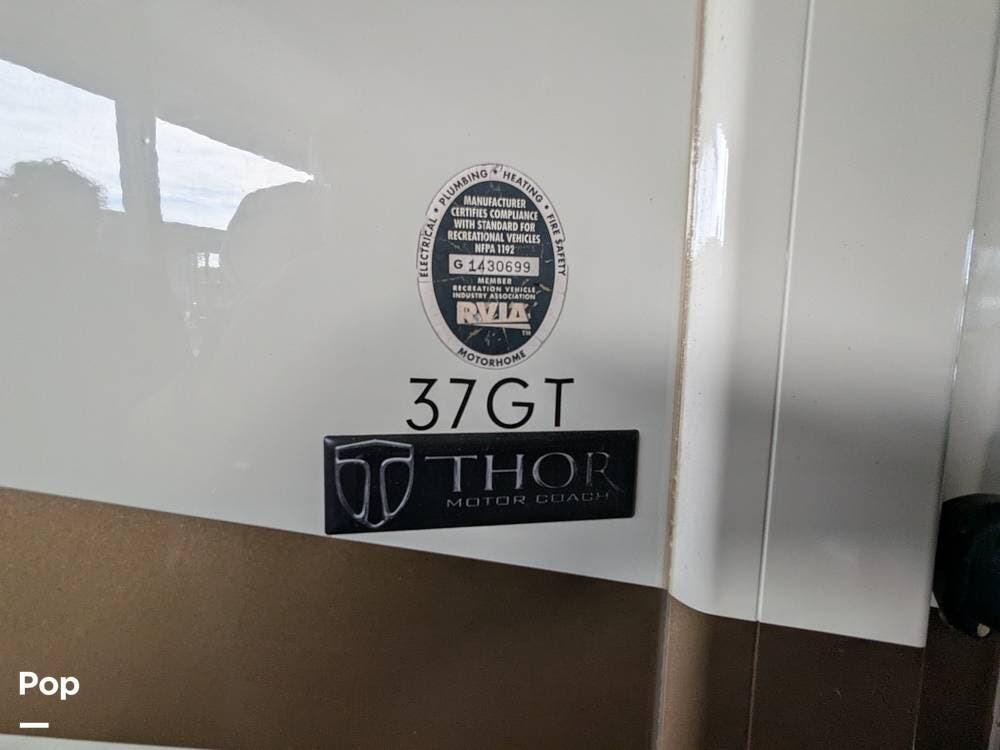 ELECTRICAL • PLUMBING • HEATING • FIRE SAFETY
MANUFACTURER
CERTIFIES COMPLIANCE
WITH STANDARD FOR
RECREATIONAL VEHICLES
NFPA 1192
G 1430699
MEMBER
RECREATION VEHICLE
INDUSTRY ASSOCIATION
RVIA
TM
MOTORHOME
37GT
THOR
MOTOR COACH
Pop